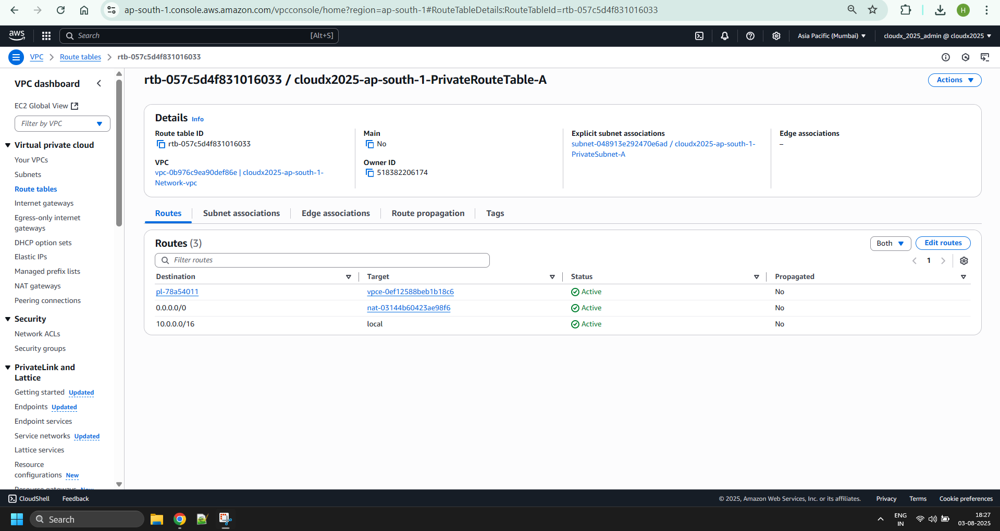 ap-south-1.console.aws.amazon.com/vpcconsole/home?region=ap-south-1#RouteTableDetails:RouteTableId=rtb-057c5d4f831016033
H
aws
Search
[Alt+S]
Asia Pacific (Mumbai)
cloudx_2025_admin @ cloudx2025
VPC
Route tables
rtb-057c5d4f831016033
VPC dashboard
EC2 Global View
Filter by VPC
Virtual private cloud
Your VPCs
Subnets
Route tables
Internet gateways
Egress-only internet
gateways
DHCP option sets
Elastic IPs
Managed prefix lists
NAT gateways
Peering connections
Security
Network ACLs
Security groups
PrivateLink and
Lattice
Getting started Updated
Endpoints Updated
Endpoint services
Service networks Updated
Lattice services
Resource
configurations New
Resource gateways New
rtb-057c5d4f831016033 / cloudx2025-ap-south-1-PrivateRouteTable-A
Actions
Details Info
Route table ID
rtb-057c5d4f831016033
VPC
vpc-0b976c9ea90def86e | cloudx2025-ap-south-1-
Network-vpc
Main
No
Owner ID
518382206174
Explicit subnet associations
subnet-048913e292470e6ad / cloudx2025-ap-south-1-
PrivateSubnet-A
Edge associations
–
Routes
Subnet associations
Edge associations
Route propagation
Tags
Routes (3)
Both
Edit routes
Filter routes
1
Destination Target Status Propagated
pl-78a54011 vpce-0ef12588beb1b18c6 Active No
0.0.0.0/0 nat-03144b60423ae98f6 Active No
10.0.0.0/16 local Active No
CloudShell
Feedback
© 2025, Amazon Web Services, Inc. or its affiliates.
Privacy
Terms
Cookie preferences
Search
ENG
IN
18:27
03-08-2025